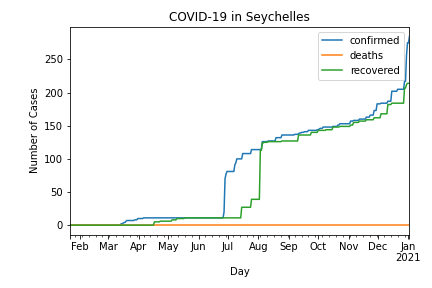 COVID-19 in Seychelles
confirmed
deaths
recovered
Number of Cases
250
200
150
100
50
0
Feb Mar Apr May Jun Jul Aug Sep Oct Nov Dec Jan
2021
Day